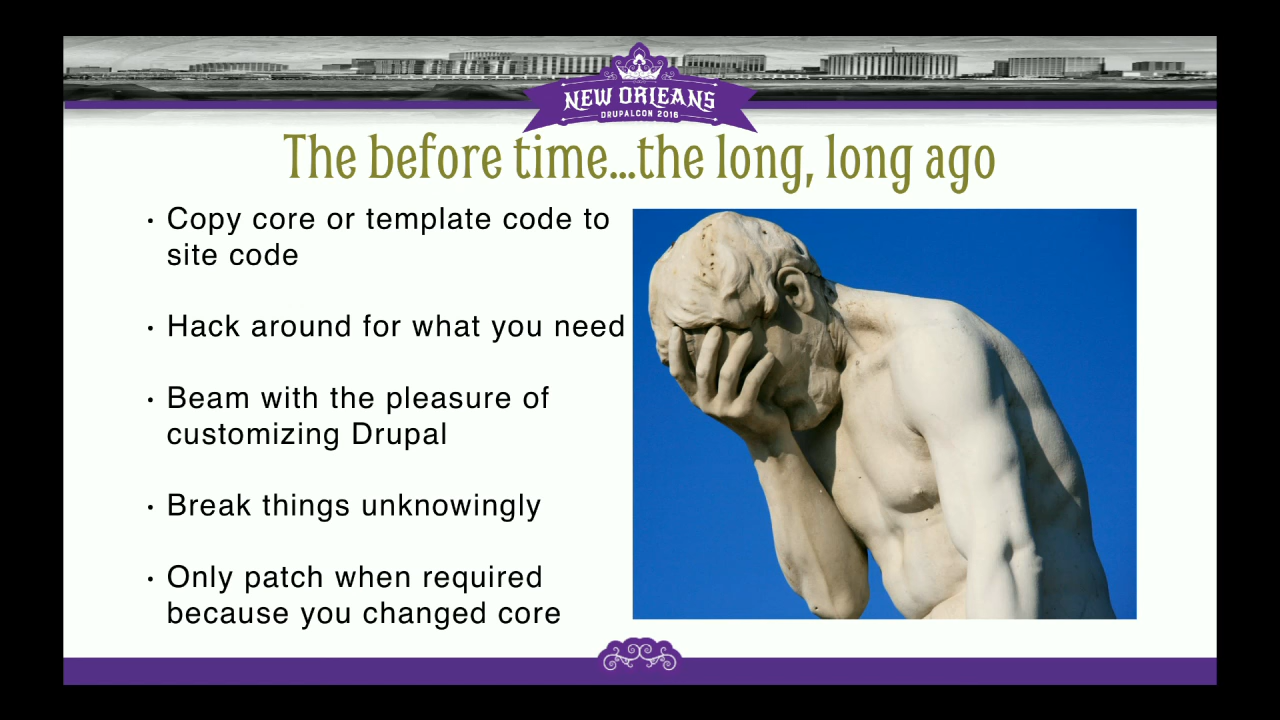 NEW ORLEANS
DRUPALCON 2016
The before time...the long, long ago
• Copy core or template code to
site code
• Hack around for what you need
• Beam with the pleasure of
customizing Drupal
• Break things unknowingly
• Only patch when required
because you changed core